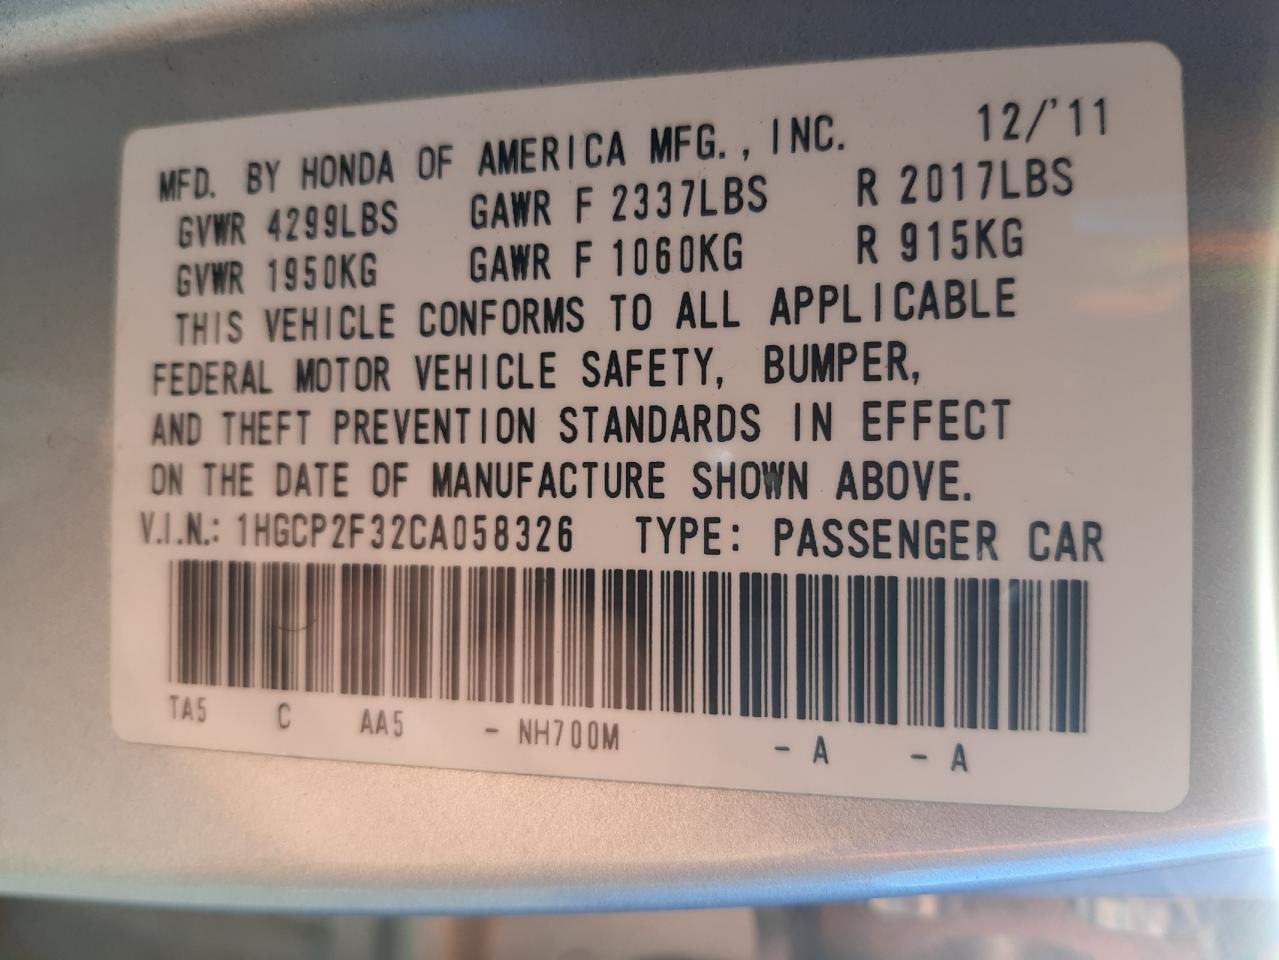 MFD. BY HONDA OF AMERICA MFG., INC. 12/'11
GVWR 4299LBS GAWR F 2337LBS R 2017LBS
GVWR 1950KG GAWR F 1060KG R 915KG
THIS VEHICLE CONFORMS TO ALL APPLICABLE
FEDERAL MOTOR VEHICLE SAFETY, BUMPER,
AND THEFT PREVENTION STANDARDS IN EFFECT
ON THE DATE OF MANUFACTURE SHOWN ABOVE.
V.I.N.: 1HGCP2F32CA058326 TYPE: PASSENGER CAR
TA5 C AA5 - NH700M - A - A